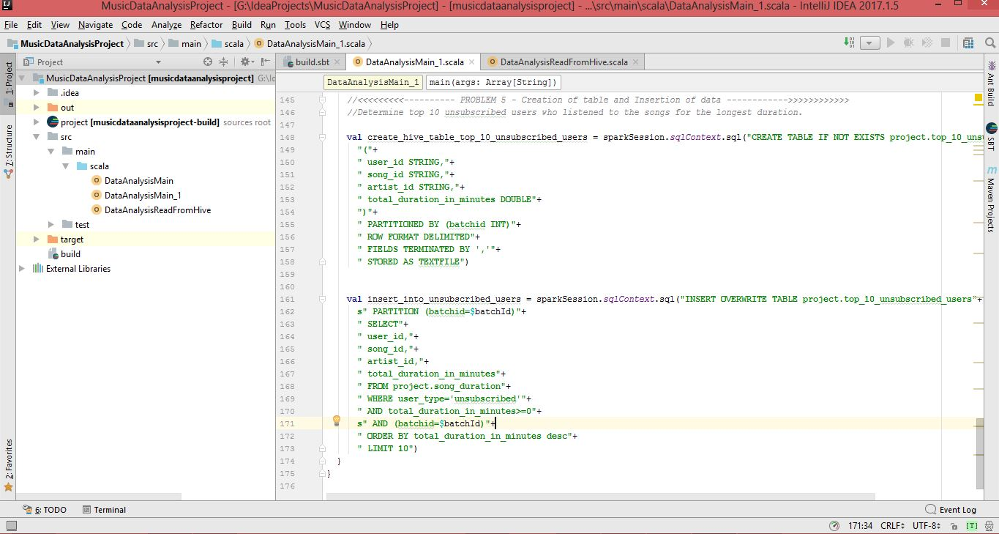 MusicDataAnalysisProject - [G:\IdeaProjects\MusicDataAnalysisProject] - [musicdataanalysisproject] - ...\src\main\scala\DataAnalysisMain_1.scala - IntelliJ IDEA 2017.1.5
File Edit View Navigate Code Analyze Refactor Build Run Tools VCS Window Help
MusicDataAnalysisProject src main scala DataAnalysisMain_1.scala
Project
build.sbt DataAnalysisMain_1.scala DataAnalysisReadFromHive.scala
1: Project
7: Structure
2: Favorites
MusicDataAnalysisProject [musicdataanalysisproject] G:\Id
.idea
out
project [musicdataanalysisproject-build] sources root
src
main
scala
DataAnalysisMain
DataAnalysisMain_1
DataAnalysisReadFromHive
test
target
build
External Libraries
DataAnalysisMain_1 main(args: Array[String])
145 //<<<<<<<<<---------- PROBLEM 5 - Creation of table and Insertion of data ------------>>>>>>>>>>>>
146 //Determine top 10 unsubscribed users who listened to the songs for the longest duration.
147
148 val create_hive_table_top_10_unsubscribed_users = sparkSession.sqlContext.sql("CREATE TABLE IF NOT EXISTS project.top_10_unsu
149 "("+
150 " user_id STRING,"+
151 " song_id STRING,"+
152 " artist_id STRING,"+
153 " total_duration_in_minutes DOUBLE"+
154 ")"+
155 " PARTITIONED BY (batchid INT)"+
156 " ROW FORMAT DELIMITED"+
157 " FIELDS TERMINATED BY ','"+
158 " STORED AS TEXTFILE")
159
160
161 val insert_into_unsubscribed_users = sparkSession.sqlContext.sql("INSERT OVERWRITE TABLE project.top_10_unsubscribed_users"+
162 s" PARTITION (batchid=$batchId)"+
163 " SELECT"+
164 " user_id,"+
165 " song_id,"+
166 " artist_id,"+
167 " total_duration_in_minutes"+
168 " FROM project.song_duration"+
169 " WHERE user_type='unsubscribed'"+
170 " AND total_duration_in_minutes>=0"+
171 s" AND (batchid=$batchId)"+
172 " ORDER BY total_duration_in_minutes desc"+
173 " LIMIT 10")
174 }
175 }
176
Ant Build
SBT
Maven Projects
6: TODO Terminal Event Log
171:34 CRLF UTF-8 [T]